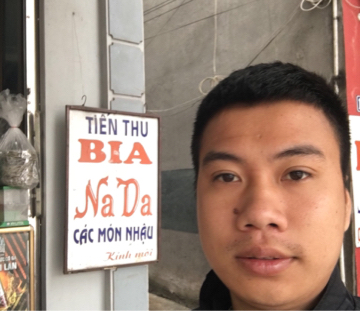 TIẾN THU
BIA
Na Da
CÁC MÓN NHẬU
Kính mời